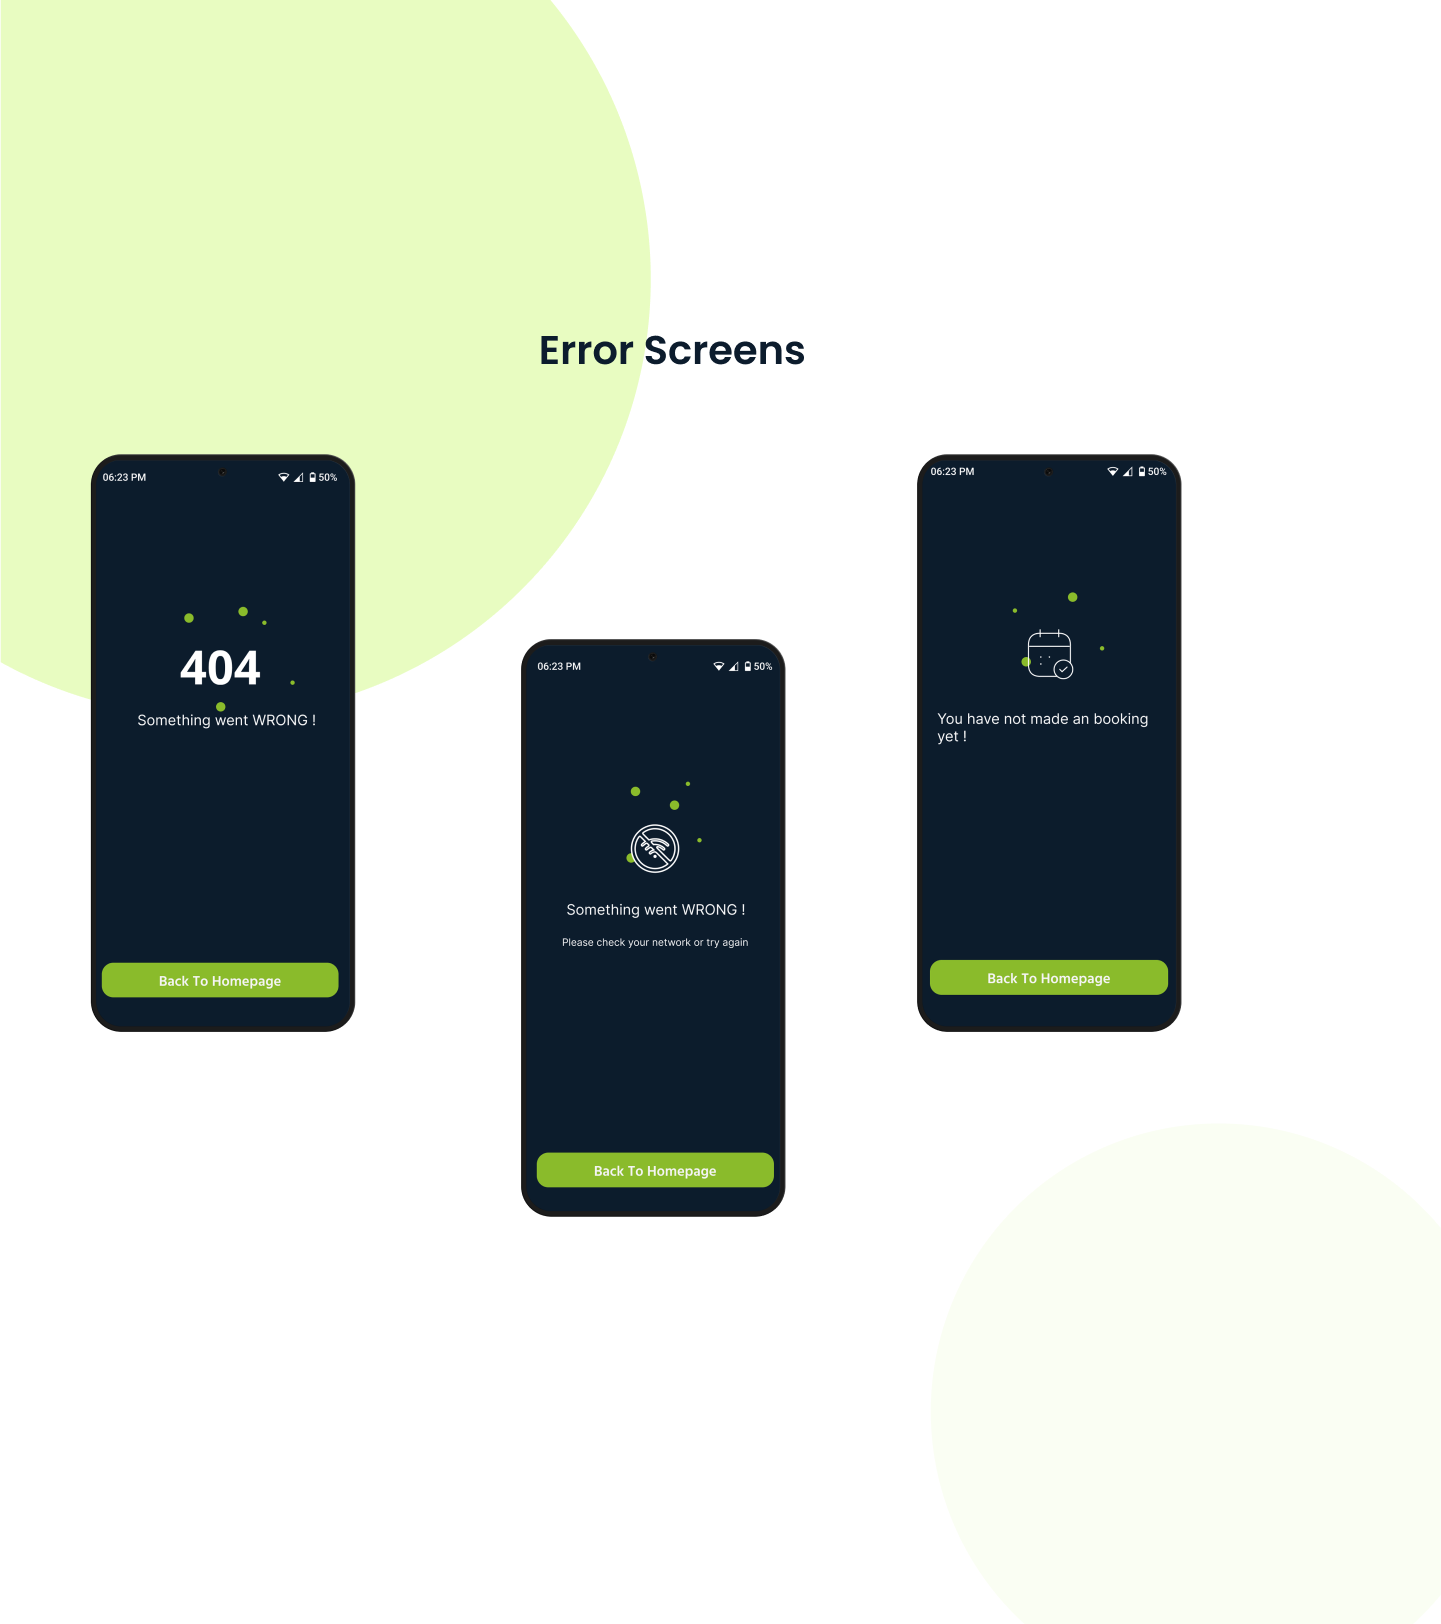 Error Screens
06:23 PM
50%
404
Something went WRONG !
Back To Homepage
06:23 PM
50%
Something went WRONG !
Please check your network or try again
Back To Homepage
06:23 PM
50%
You have not made an booking
yet !
Back To Homepage